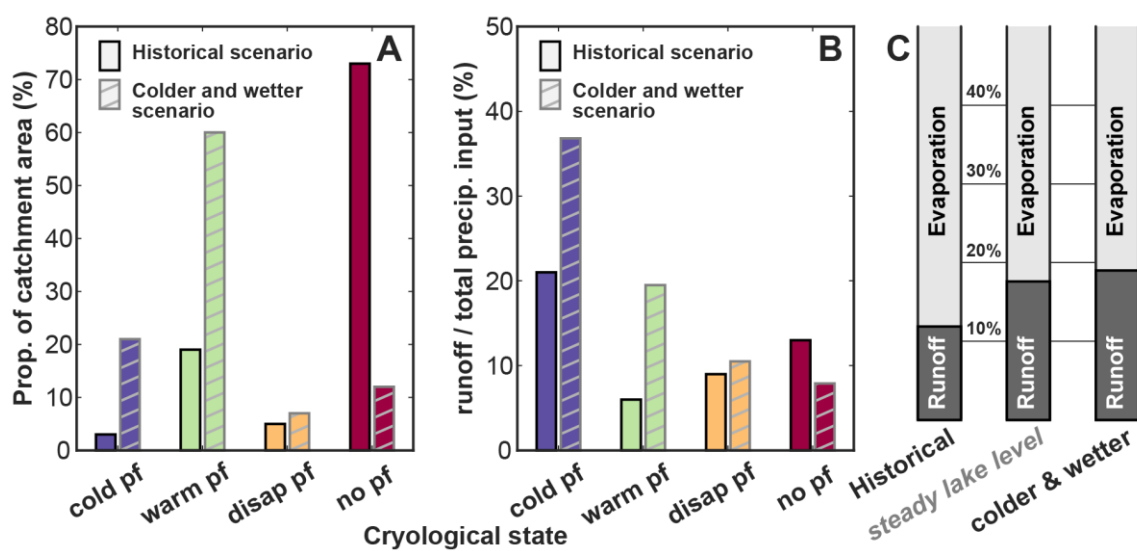 A
Prop. of catchment area (%)
80
70
60
50
40
30
20
10
0
Historical scenario
Colder and wetter
scenario
cold pf
warm pf
disap pf
no pf
B
runoff / total precip. input (%)
50
40
30
20
10
0
Historical scenario
Colder and wetter
scenario
cold pf
warm pf
disap pf
no pf
Cryological state
C
40%
30%
20%
10%
Evaporation
Runoff
Evaporation
Runoff
Evaporation
Runoff
Historical
steady lake level
colder & wetter